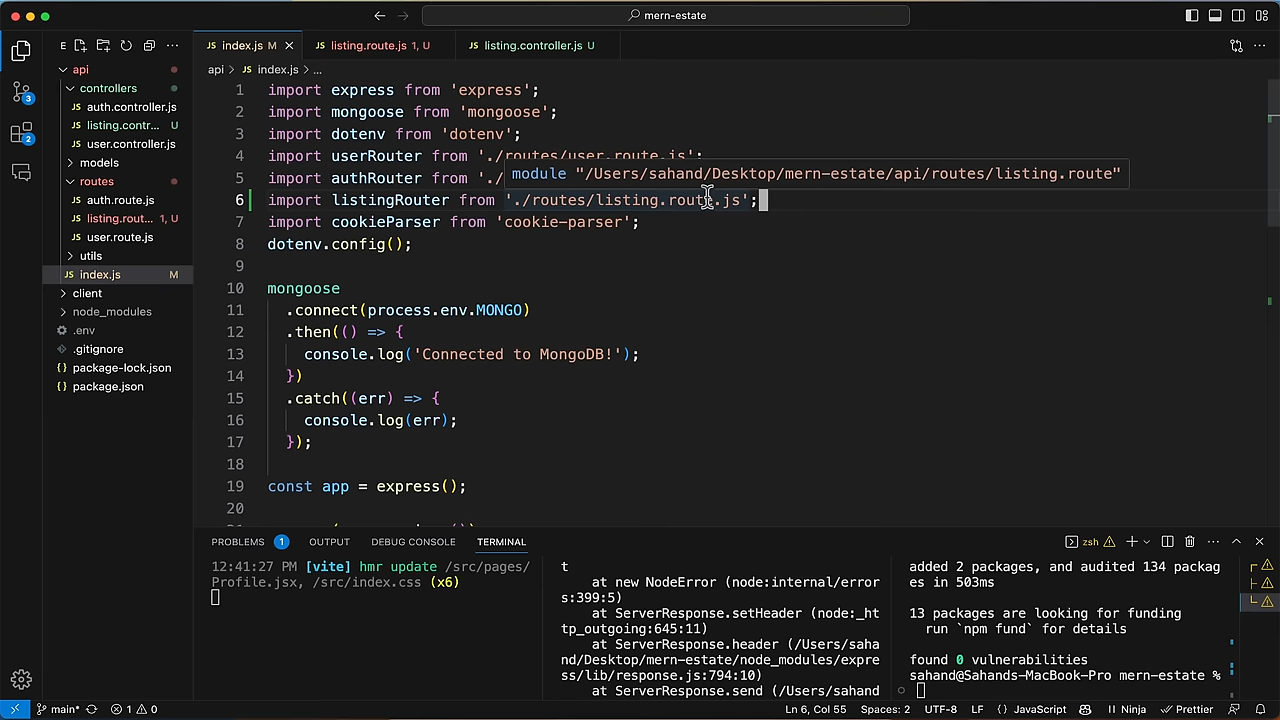 mern-estate
E
index.js M
listing.route.js 1, U
listing.controller.js U
api
controllers
auth.controller.js
listing.contr... U
user.controller.js
models
routes
auth.route.js
listing.rout... 1, U
user.route.js
utils
index.js M
client
node_modules
.env
.gitignore
package-lock.json
package.json
3
2
api > JS index.js > ...
1 import express from 'express';
2 import mongoose from 'mongoose';
3 import dotenv from 'dotenv';
4 import userRouter from './routes/user.route.js';
5 import authRouter from './
module "/Users/sahand/Desktop/mern-estate/api/routes/listing.route"
6 import listingRouter from './routes/listing.route.js';
7 import cookieParser from 'cookie-parser';
8 dotenv.config();
9
10 mongoose
11 .connect(process.env.MONGO)
12 .then(() => {
13 console.log('Connected to MongoDB!');
14 })
15 .catch((err) => {
16 console.log(err);
17 });
18
19 const app = express();
20
PROBLEMS 1 OUTPUT DEBUG CONSOLE TERMINAL
zsh
12:41:27 PM [vite] hmr update /src/pages/
Profile.jsx, /src/index.css (x6)
t
at new NodeError (node:internal/error
s:399:5)
at ServerResponse.setHeader (node:_ht
tp_outgoing:645:11)
at ServerResponse.header (/Users/saha
nd/Desktop/mern-estate/node_modules/expre
ss/lib/response.js:794:10)
at ServerResponse.send (/Users/sahand
added 2 packages, and audited 134 packag
es in 503ms
13 packages are looking for funding
run `npm fund` for details
found 0 vulnerabilities
sahand@Sahands-MacBook-Pro mern-estate %
main* 1 0
Ln 6, Col 55 Spaces: 2 UTF-8 LF {} JavaScript Ninja Prettier